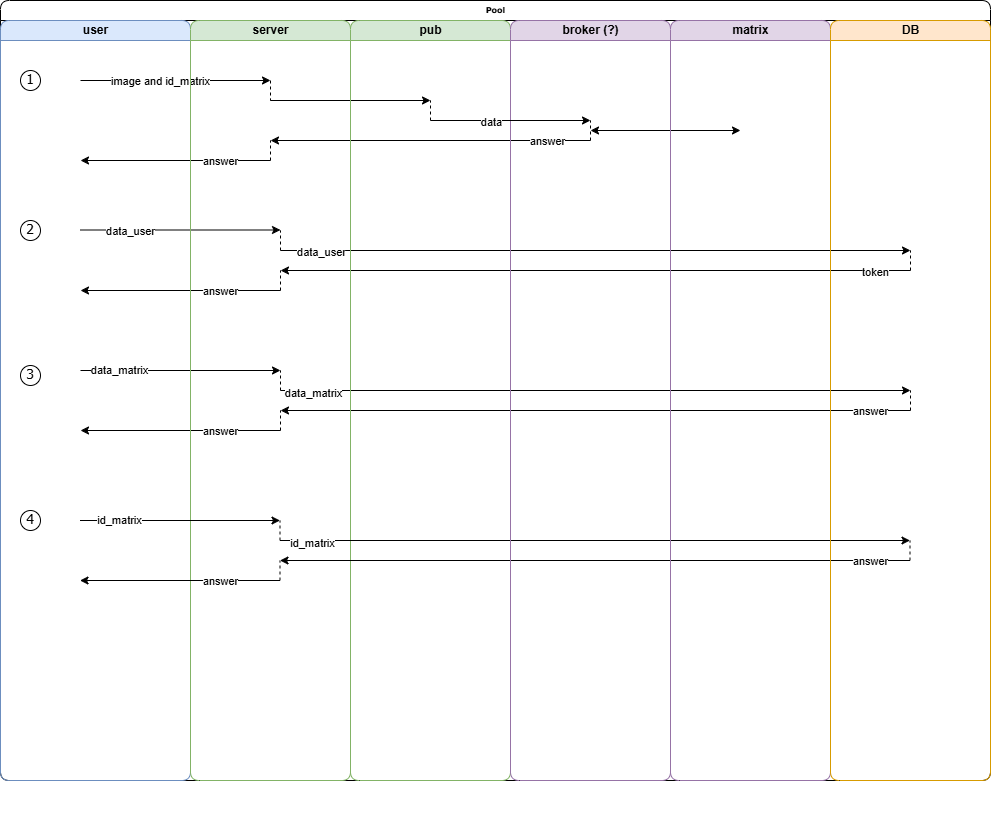 Pool
user
server
pub
broker (?)
matrix
DB
1
image and id_matrix
data
answer
answer
2
data_user
data_user
token
answer
3
data_matrix
data_matrix
answer
answer
4
id_matrix
id_matrix
answer
answer